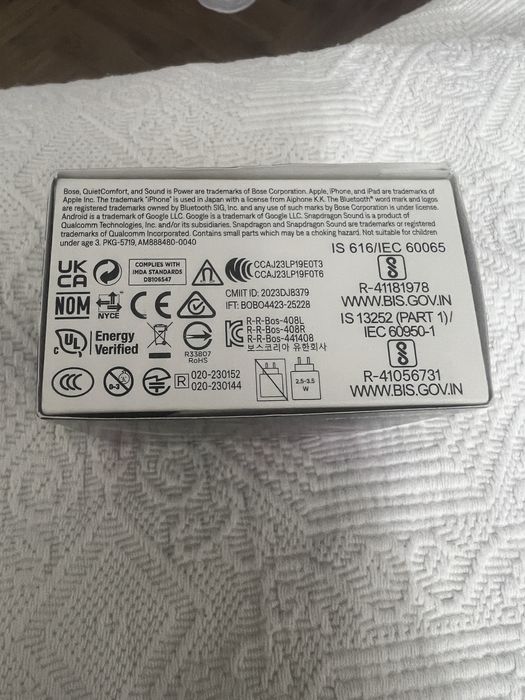 Bose, QuietComfort, and Sound is Power are trademarks of Bose Corporation. Apple, iPhone, and iPad are trademarks of
Apple Inc. The trademark "iPhone" is used in Japan with a license from Aiphone K.K. The Bluetooth® word mark and logos
are registered trademarks owned by Bluetooth SIG, Inc. and any use of such marks by Bose Corporation is under license.
Android is a trademark of Google LLC. Google is a trademark of Google LLC. Snapdragon Sound is a product of
Qualcomm Technologies, Inc. and/or its subsidiaries. Snapdragon and Snapdragon Sound are trademarks or registered
trademarks of Qualcomm Incorporated. Contains small parts which may be a choking hazard. Not suitable for children
under age 3. PKG-5719, AM888480-0040
IS 616/IEC 60065
R-41181978
WWW.BIS.GOV.IN
IS 13252 (PART 1)/
IEC 60950-1
R-41056731
WWW.BIS.GOV.IN
UK
CA
COMPLIES WITH
IMDA STANDARDS
DB106547
CCAJ23LP19E0T3
CCAJ23LP19F0T6
CMIIT ID: 2023DJ8379
IFT: BOBO4423-25228
NOM
NYCE
CE
UL
Energy
Verified
R33807
RoHS
R-R-Bos-408L
R-R-Bos-408R
R-R-Bos-441408
보스코리아 유한회사
CCC
0-3
R 020-230152
020-230144
2.5-3.5
W